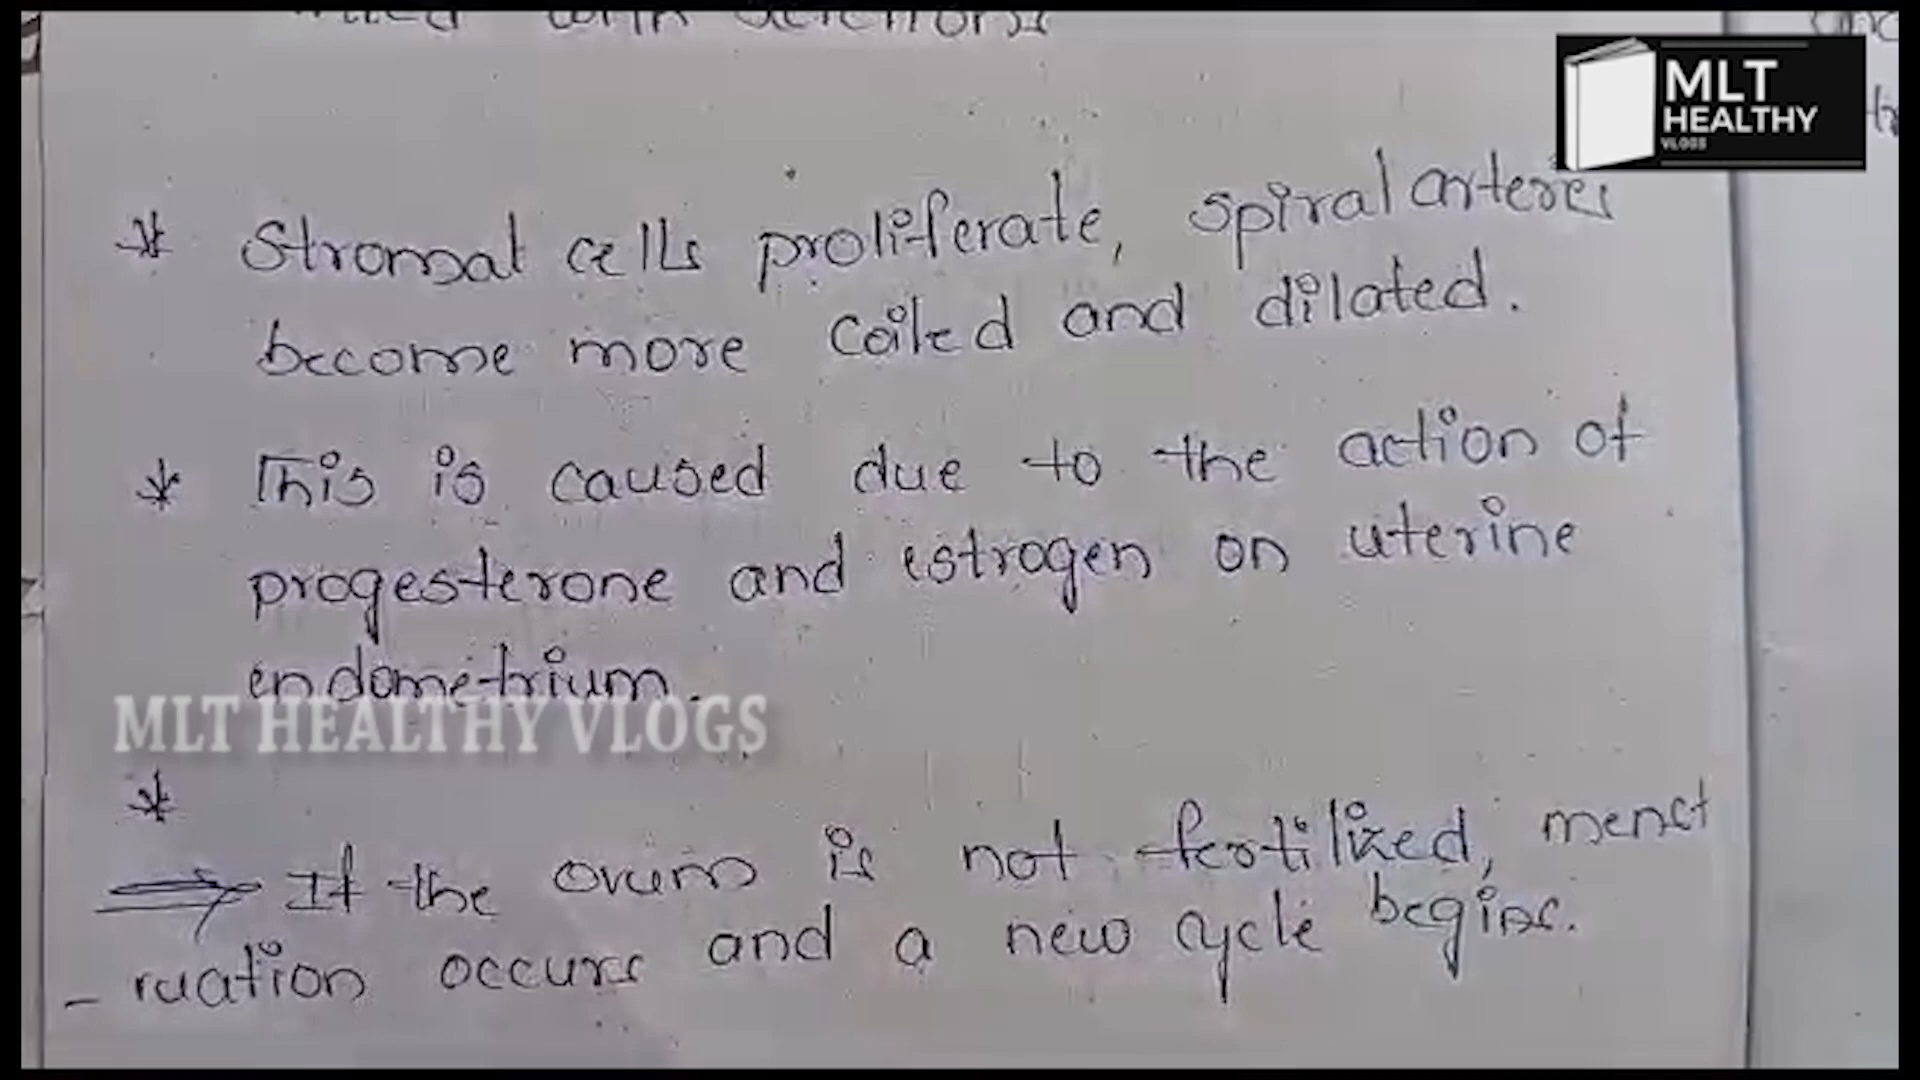 MLT
HEALTHY
VLOGS
* Stromal cells proliferate, spiral arteries
become more coiled and dilated.
* This is caused due to the action of
progesterone and estrogen on uterine
endometrium.
MLT HEALTHY VLOGS
*
⇒ If the ovum is not fertilized, menst
- ruation occurs and a new cycle begins.